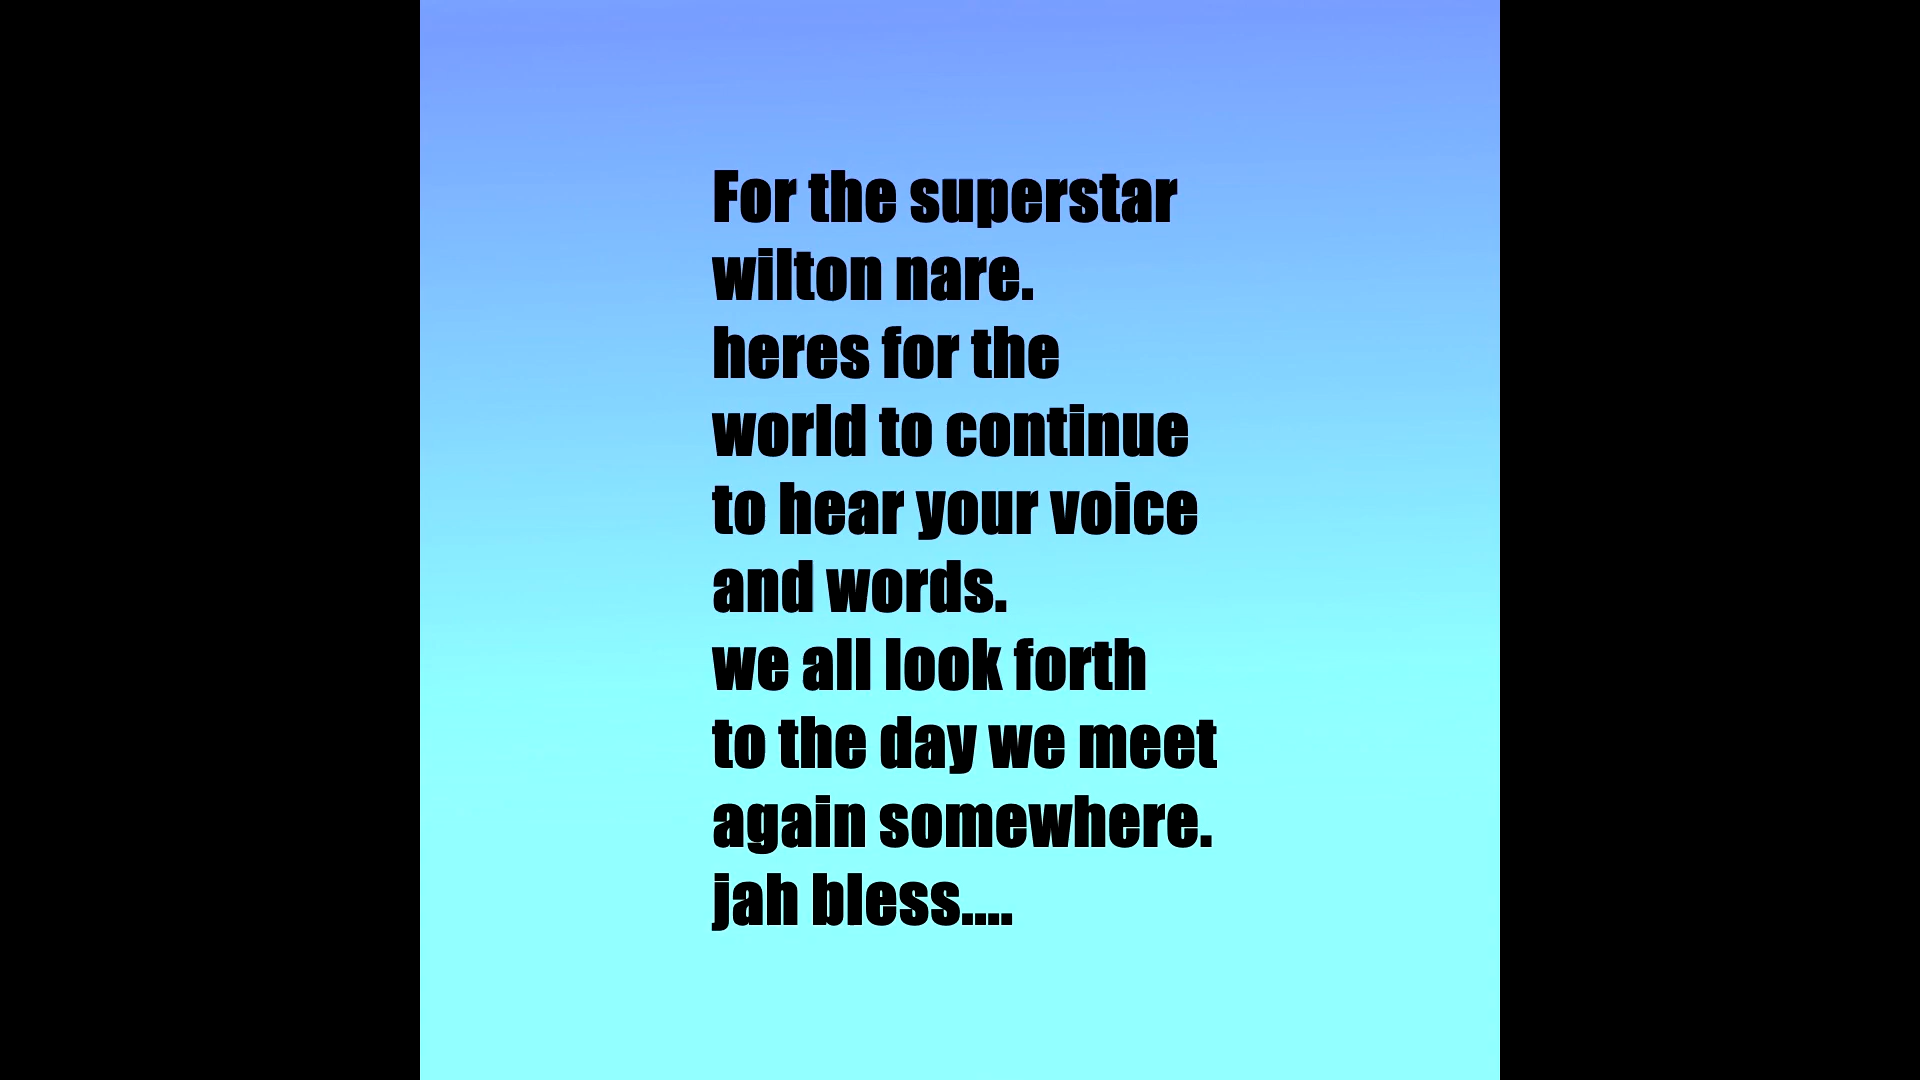 For the superstar
wilton nare.
heres for the
world to continue
to hear your voice
and words.
we all look forth
to the day we meet
again somewhere.
jah bless....